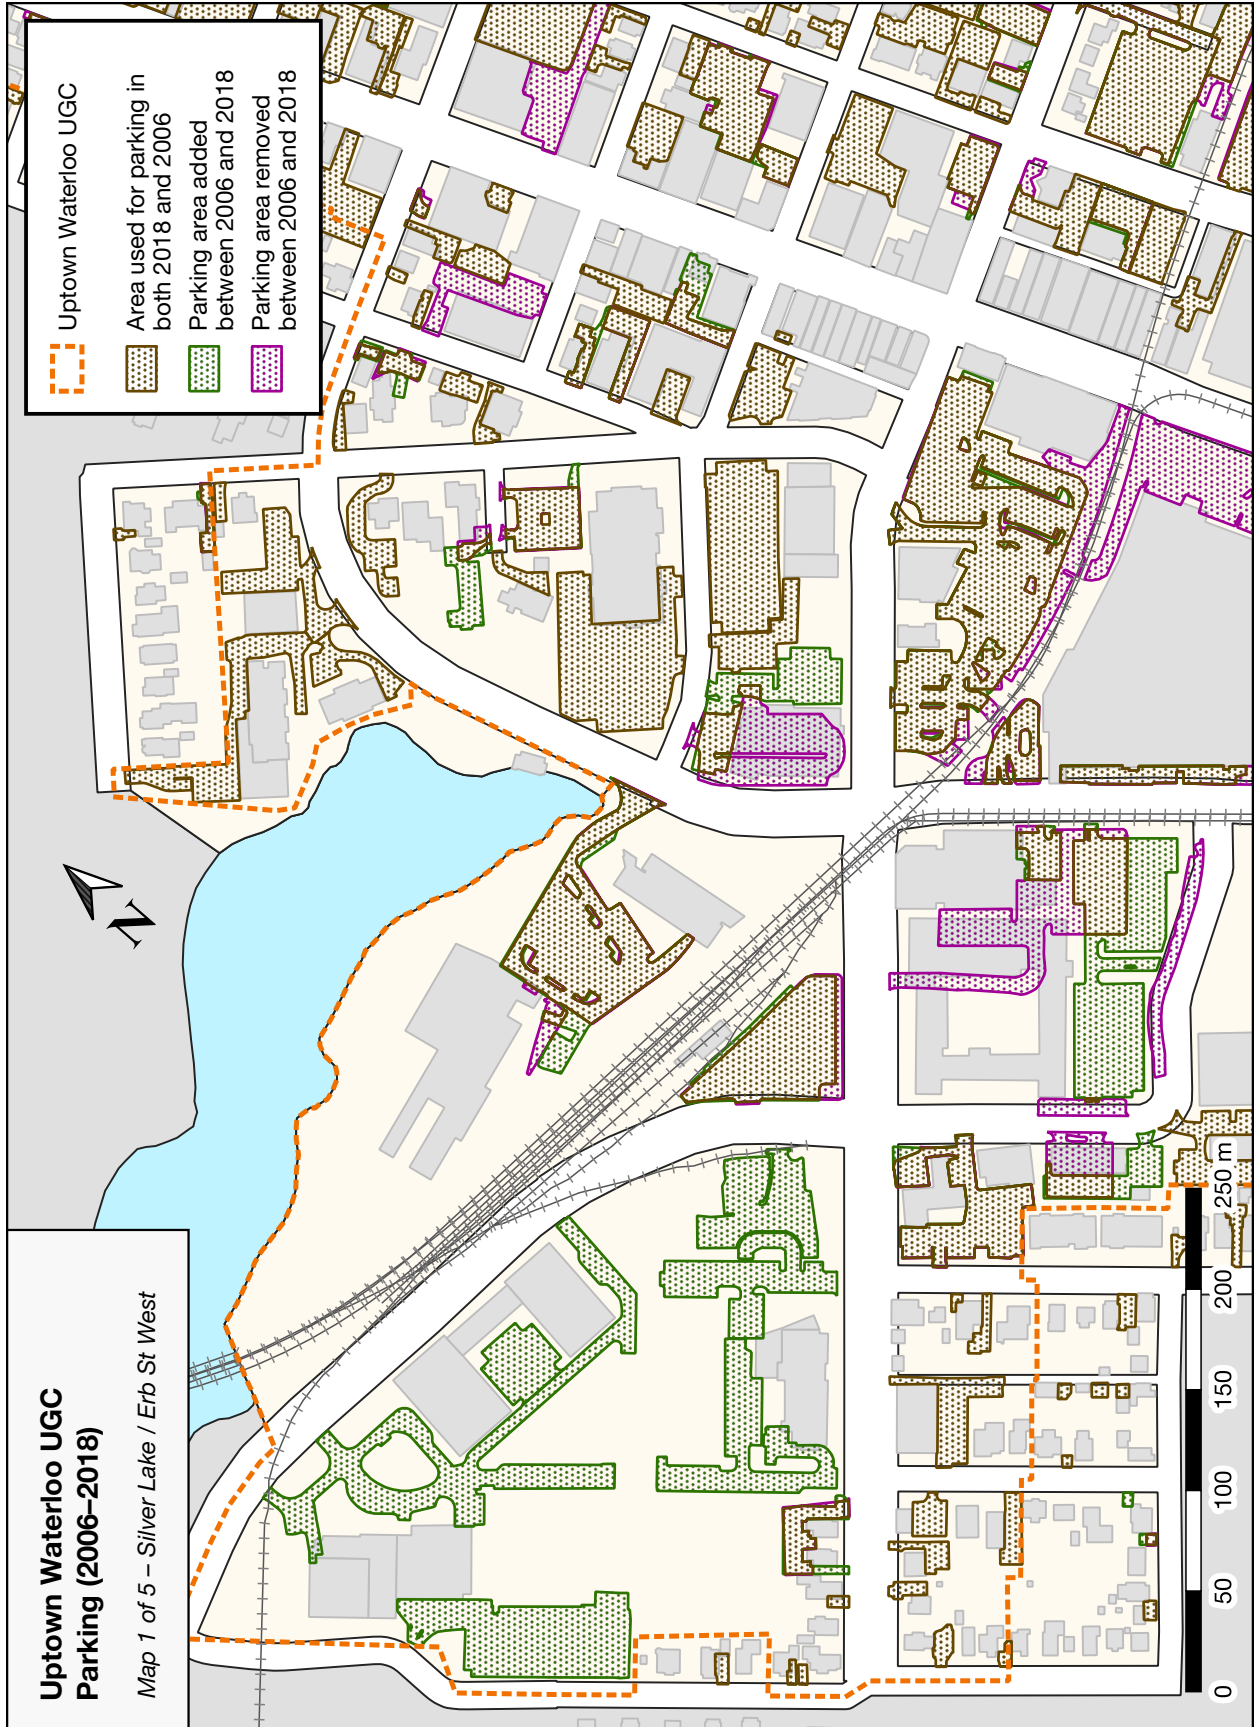 Uptown Waterloo UGC
Parking (2006–2018)
Map 1 of 5 – Silver Lake / Erb St West
N
Uptown Waterloo UGC
Area used for parking in
both 2018 and 2006
Parking area added
between 2006 and 2018
Parking area removed
between 2006 and 2018
0 50 100 150 200 250 m